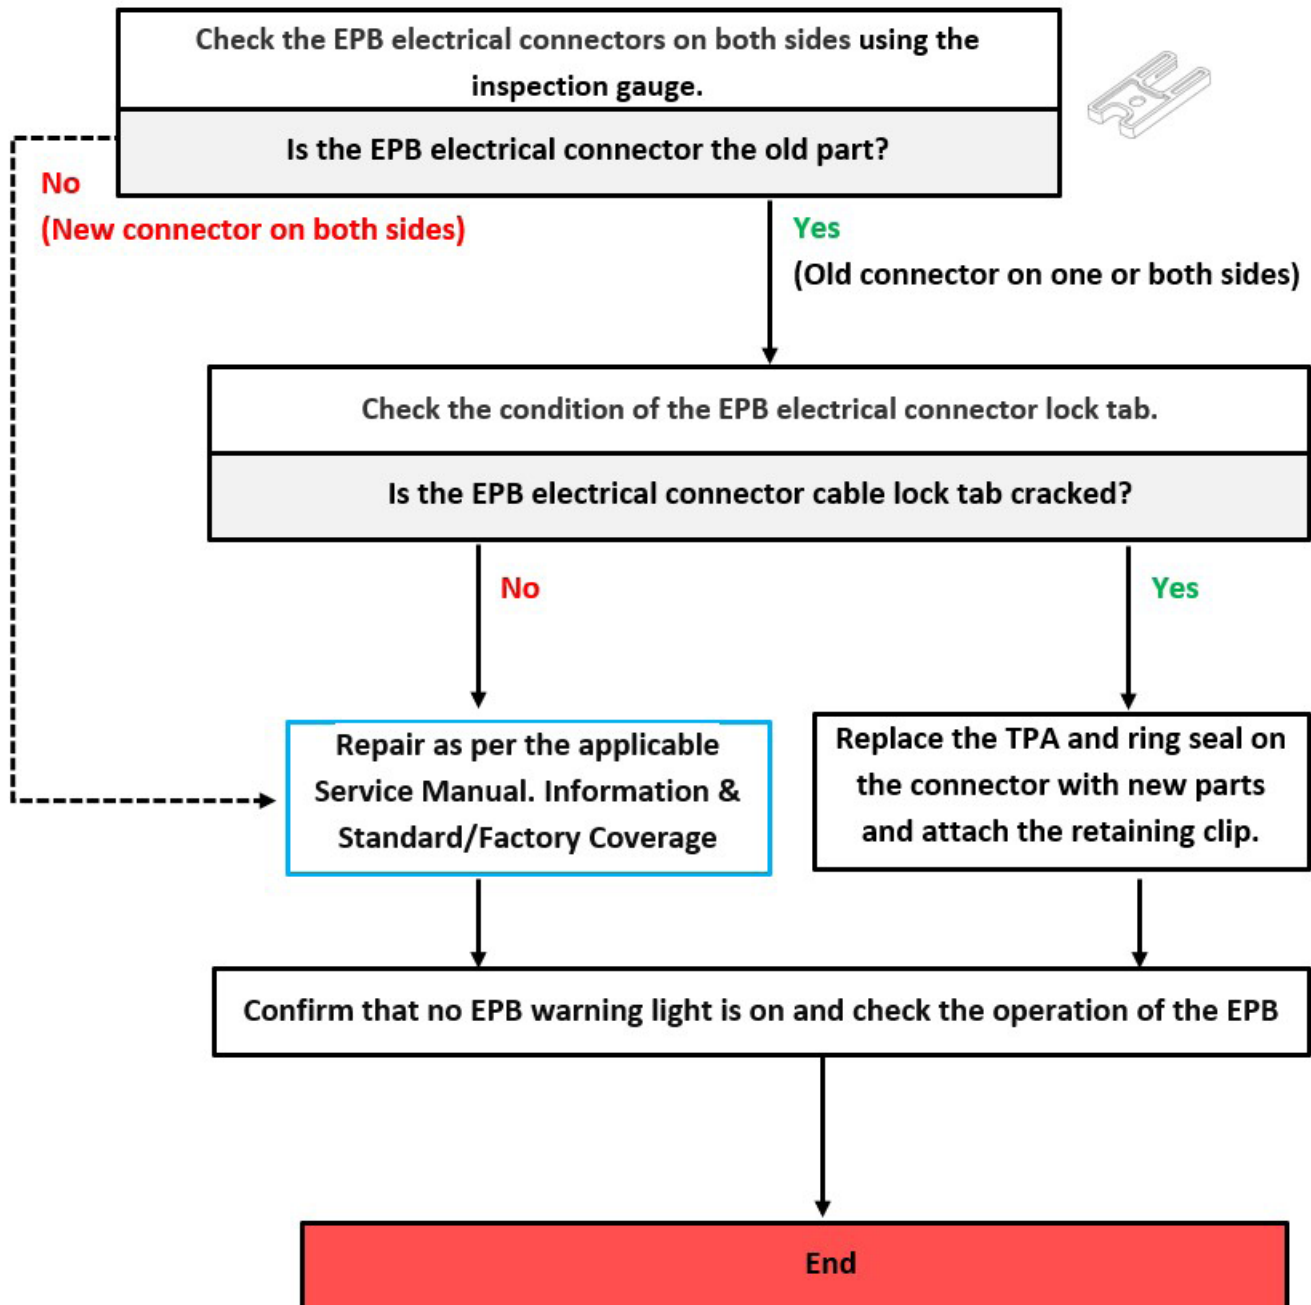 Check the EPB electrical connectors on both sides using the
inspection gauge.
Is the EPB electrical connector the old part?
No
(New connector on both sides)
Yes
(Old connector on one or both sides)
Check the condition of the EPB electrical connector lock tab.
Is the EPB electrical connector cable lock tab cracked?
No
Yes
Repair as per the applicable
Service Manual. Information &
Standard/Factory Coverage
Replace the TPA and ring seal on
the connector with new parts
and attach the retaining clip.
Confirm that no EPB warning light is on and check the operation of the EPB
End